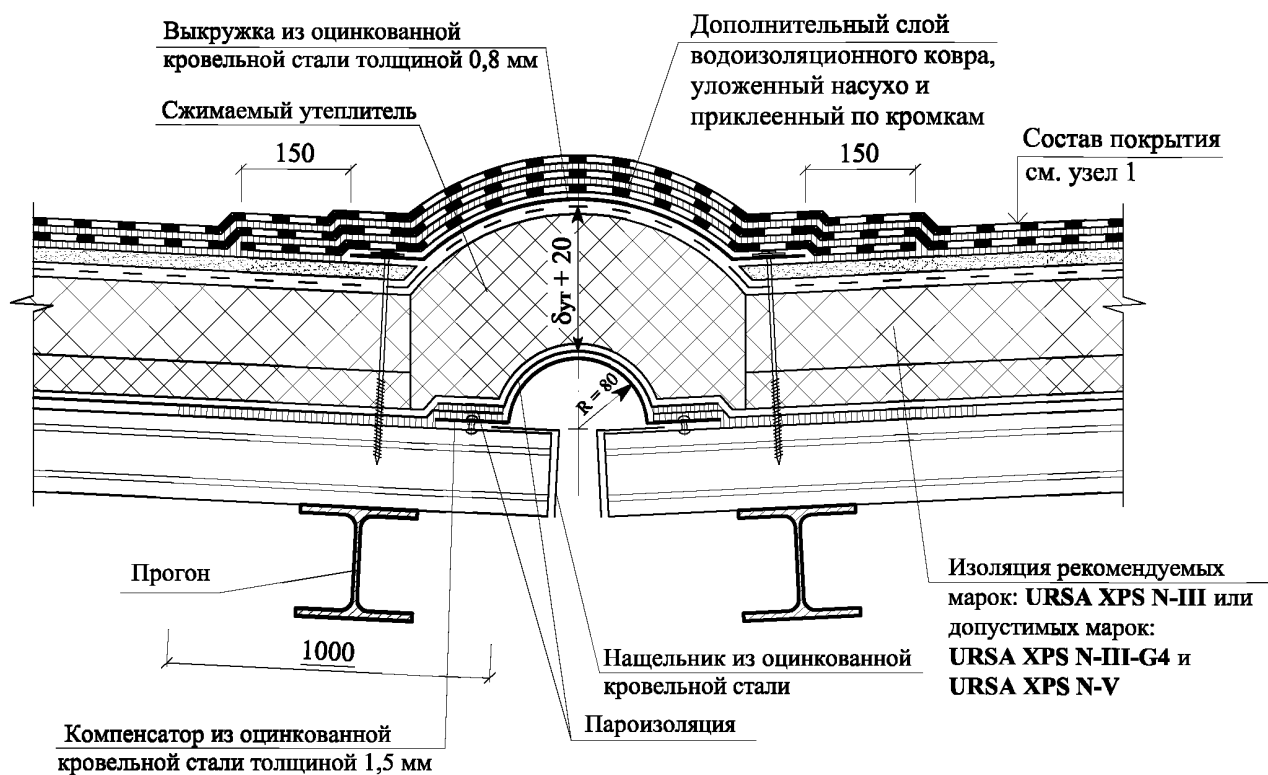 Выкружка из оцинкованной
кровельной стали толщиной 0,8 мм
Сжимаемый утеплитель
Дополнительный слой
водоизоляционного ковра,
уложенный насухо и
приклеенный по кромкам
Состав покрытия
см. узел 1
150
150
δут + 20
R = 80
Прогон
1000
Изоляция рекомендуемых
марок: URSA XPS N-III или
допустимых марок:
URSA XPS N-III-G4 и
URSA XPS N-V
Нащельник из оцинкованной
кровельной стали
Пароизоляция
Компенсатор из оцинкованной
кровельной стали толщиной 1,5 мм